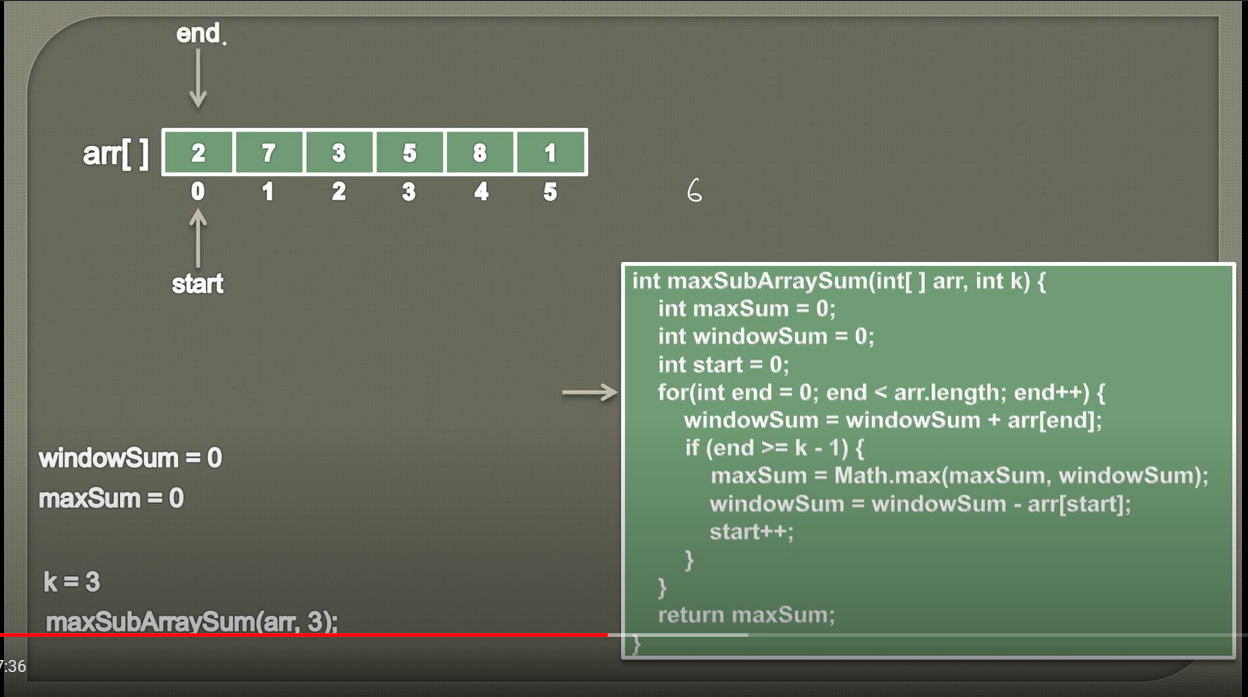 end.
arr[ ] 2 7 3 5 8 1
0 1 2 3 4 5
6
start
int maxSubArraySum(int[ ] arr, int k) {
int maxSum = 0;
int windowSum = 0;
int start = 0;
for(int end = 0; end < arr.length; end++) {
windowSum = windowSum + arr[end];
if (end >= k - 1) {
maxSum = Math.max(maxSum, windowSum);
windowSum = windowSum - arr[start];
start++;
}
}
return maxSum;
}
windowSum = 0
maxSum = 0
k = 3
maxSubArraySum(arr, 3);
7:36